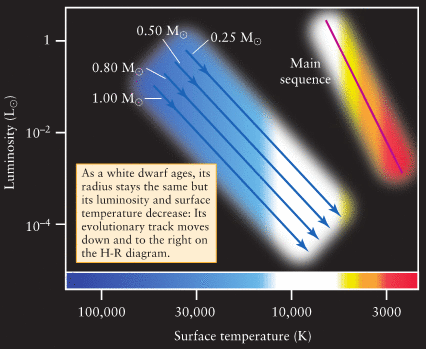 0.50 M☉
0.25 M☉
0.80 M☉
1.00 M☉
Main
sequence
Luminosity (L☉)
1
10⁻²
10⁻⁴
As a white dwarf ages, its
radius stays the same but
its luminosity and surface
temperature decrease: Its
evolutionary track moves
down and to the right on
the H-R diagram.
100,000 30,000 10,000 3000
Surface temperature (K)